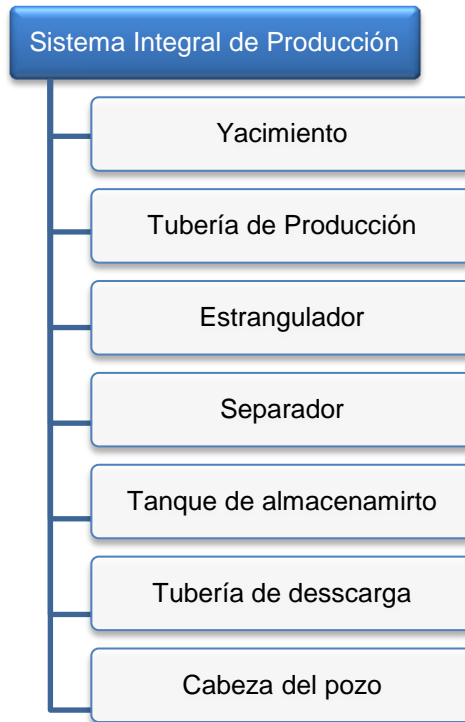 Sistema Integral de Producción
Yacimiento
Tubería de Producción
Estrangulador
Separador
Tanque de almacenamirto
Tubería de desscarga
Cabeza del pozo